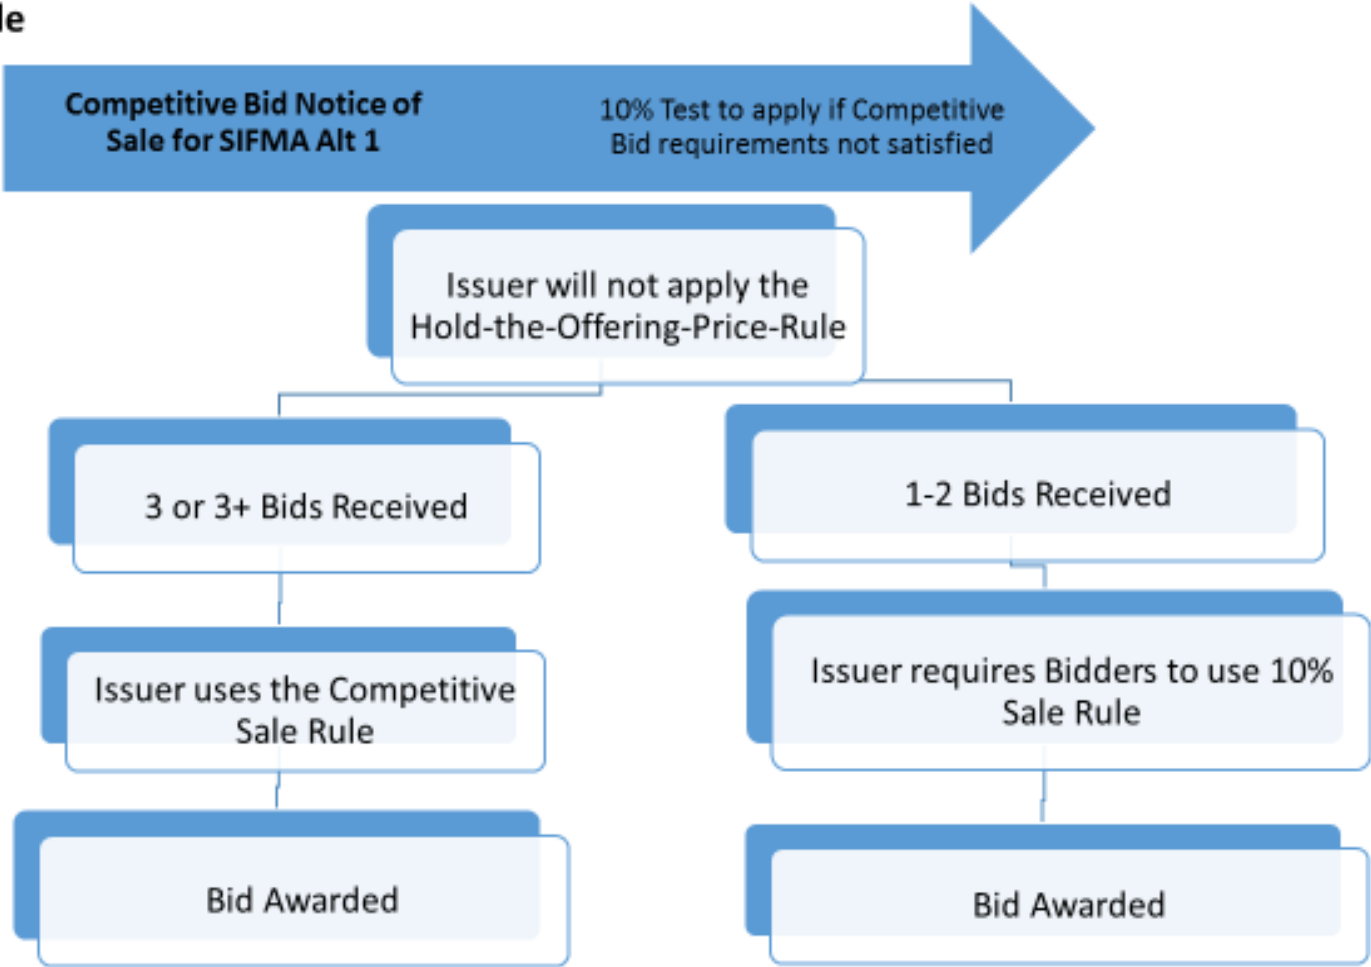 le
Competitive Bid Notice of
Sale for SIFMA Alt 1
10% Test to apply if Competitive
Bid requirements not satisfied
Issuer will not apply the
Hold-the-Offering-Price-Rule
3 or 3+ Bids Received
1-2 Bids Received
Issuer uses the Competitive
Sale Rule
Issuer requires Bidders to use 10%
Sale Rule
Bid Awarded
Bid Awarded